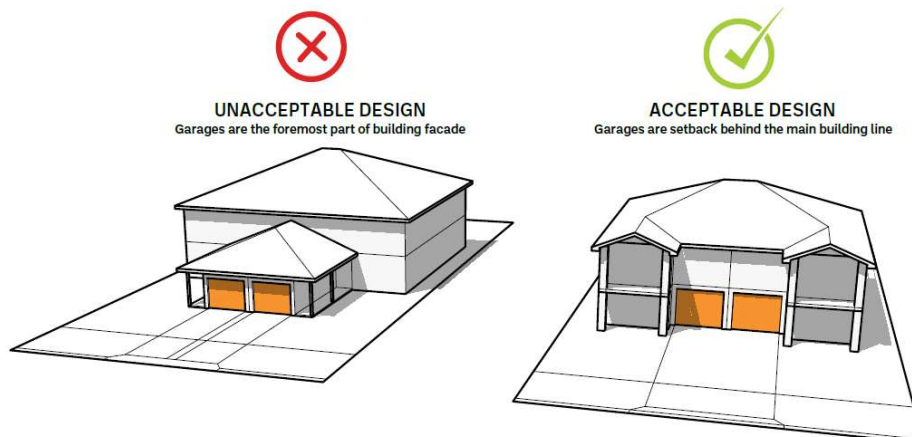 UNACCEPTABLE DESIGN
Garages are the foremost part of building facade
ACCEPTABLE DESIGN
Garages are setback behind the main building line